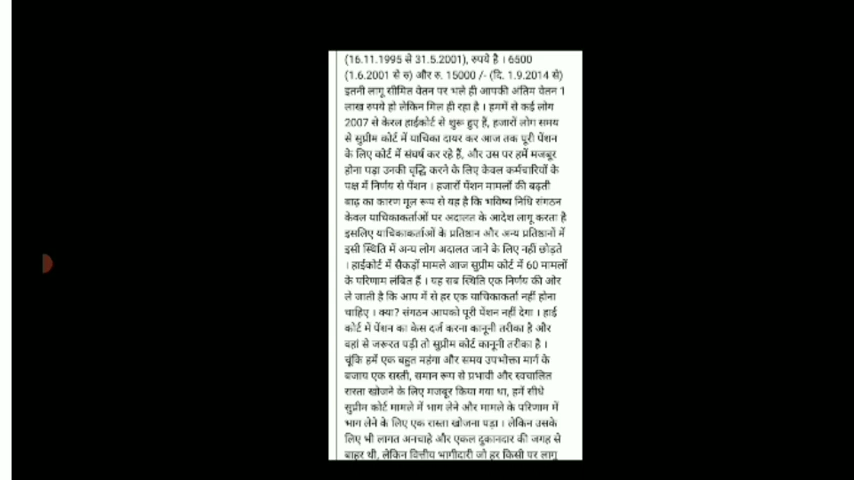 (16.11.1995 से 31.5.2001), रुपये है । 6500
(1.6.2001 से रु) और रु. 15000 /- (दि. 1.9.2014 से)
इतनी लागू सीमित वेतन पर भले ही आपकी अंतिम वेतन 1
लाख रुपये हो लेकिन मिल ही रहा है । हममें से कई लोग
2007 से केरल हाईकोर्ट से शुरू हुए हैं, हजारों लोग समय
से सुप्रीम कोर्ट में याचिका दायर कर आज तक पूरी पेंशन
के लिए कोर्ट में संघर्ष कर रहे हैं, और उस पर हमें मजबूर
होना पड़ा उनकी वृद्धि करने के लिए केवल कर्मचारियों के
पक्ष में निर्णय से पेंशन । हजारों पेंशन मामलों की बढ़ती
बाढ़ का कारण मूल रूप से यह है कि भविष्य निधि संगठन
केवल याचिकाकर्ताओं पर अदालत के आदेश लागू करता है
इसलिए याचिकाकर्ताओं के प्रतिष्ठान और अन्य प्रतिष्ठानों में
इसी स्थिति में अन्य लोग अदालत जाने के लिए नहीं छोड़ते
। हाईकोर्ट में सैकड़ों मामले आज सुप्रीम कोर्ट में 60 मामलों
के परिणाम लंबित हैं । यह सब स्थिति एक निर्णय की ओर
ले जाती है कि आप में से हर एक याचिकाकर्ता नहीं होना
चाहिए । क्या? संगठन आपको पूरी पेंशन नहीं देगा । हाई
कोर्ट में पेंशन का केस दर्ज करना कानूनी तरीका है और
वहां से जरूरत पड़ी तो सुप्रीम कोर्ट कानूनी तरीका है ।
चूंकि हमें एक बहुत महंगा और समय उपभोक्ता मार्ग के
बजाय एक सस्ती, समान रूप से प्रभावी और स्वचालित
रास्ता खोजने के लिए मजबूर किया गया था, हमें सीधे
सुप्रीम कोर्ट मामले में भाग लेने और मामले के परिणाम में
भाग लेने के लिए एक रास्ता खोजना पड़ा । लेकिन उसके
लिए भी लागत अनचाहे और एकल दुकानदार की जगह से
बाहर थी, लेकिन वित्तीय भागीदारी जो हर किसी पर लागू